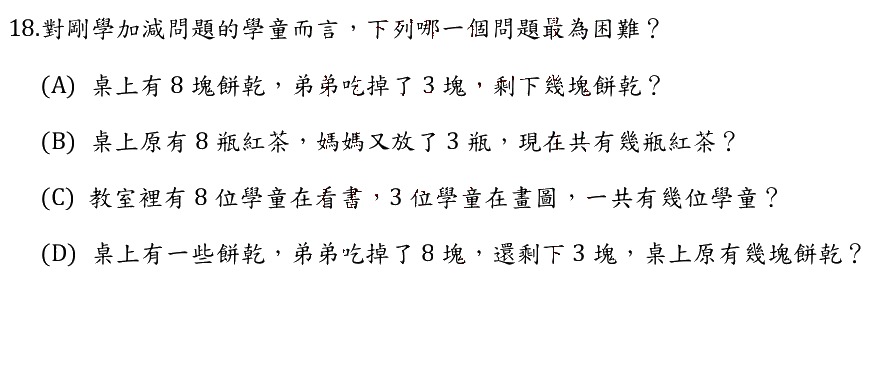 18.對剛學加減問題的學童而言，下列哪一個問題最為困難？
(A) 桌上有 8 塊餅乾，弟弟吃掉了 3 塊，剩下幾塊餅乾？
(B) 桌上原有 8 瓶紅茶，媽媽又放了 3 瓶，現在共有幾瓶紅茶？
(C) 教室裡有 8 位學童在看書，3 位學童在畫圖，一共有幾位學童？
(D) 桌上有一些餅乾，弟弟吃掉了 8 塊，還剩下 3 塊，桌上原有幾塊餅乾？